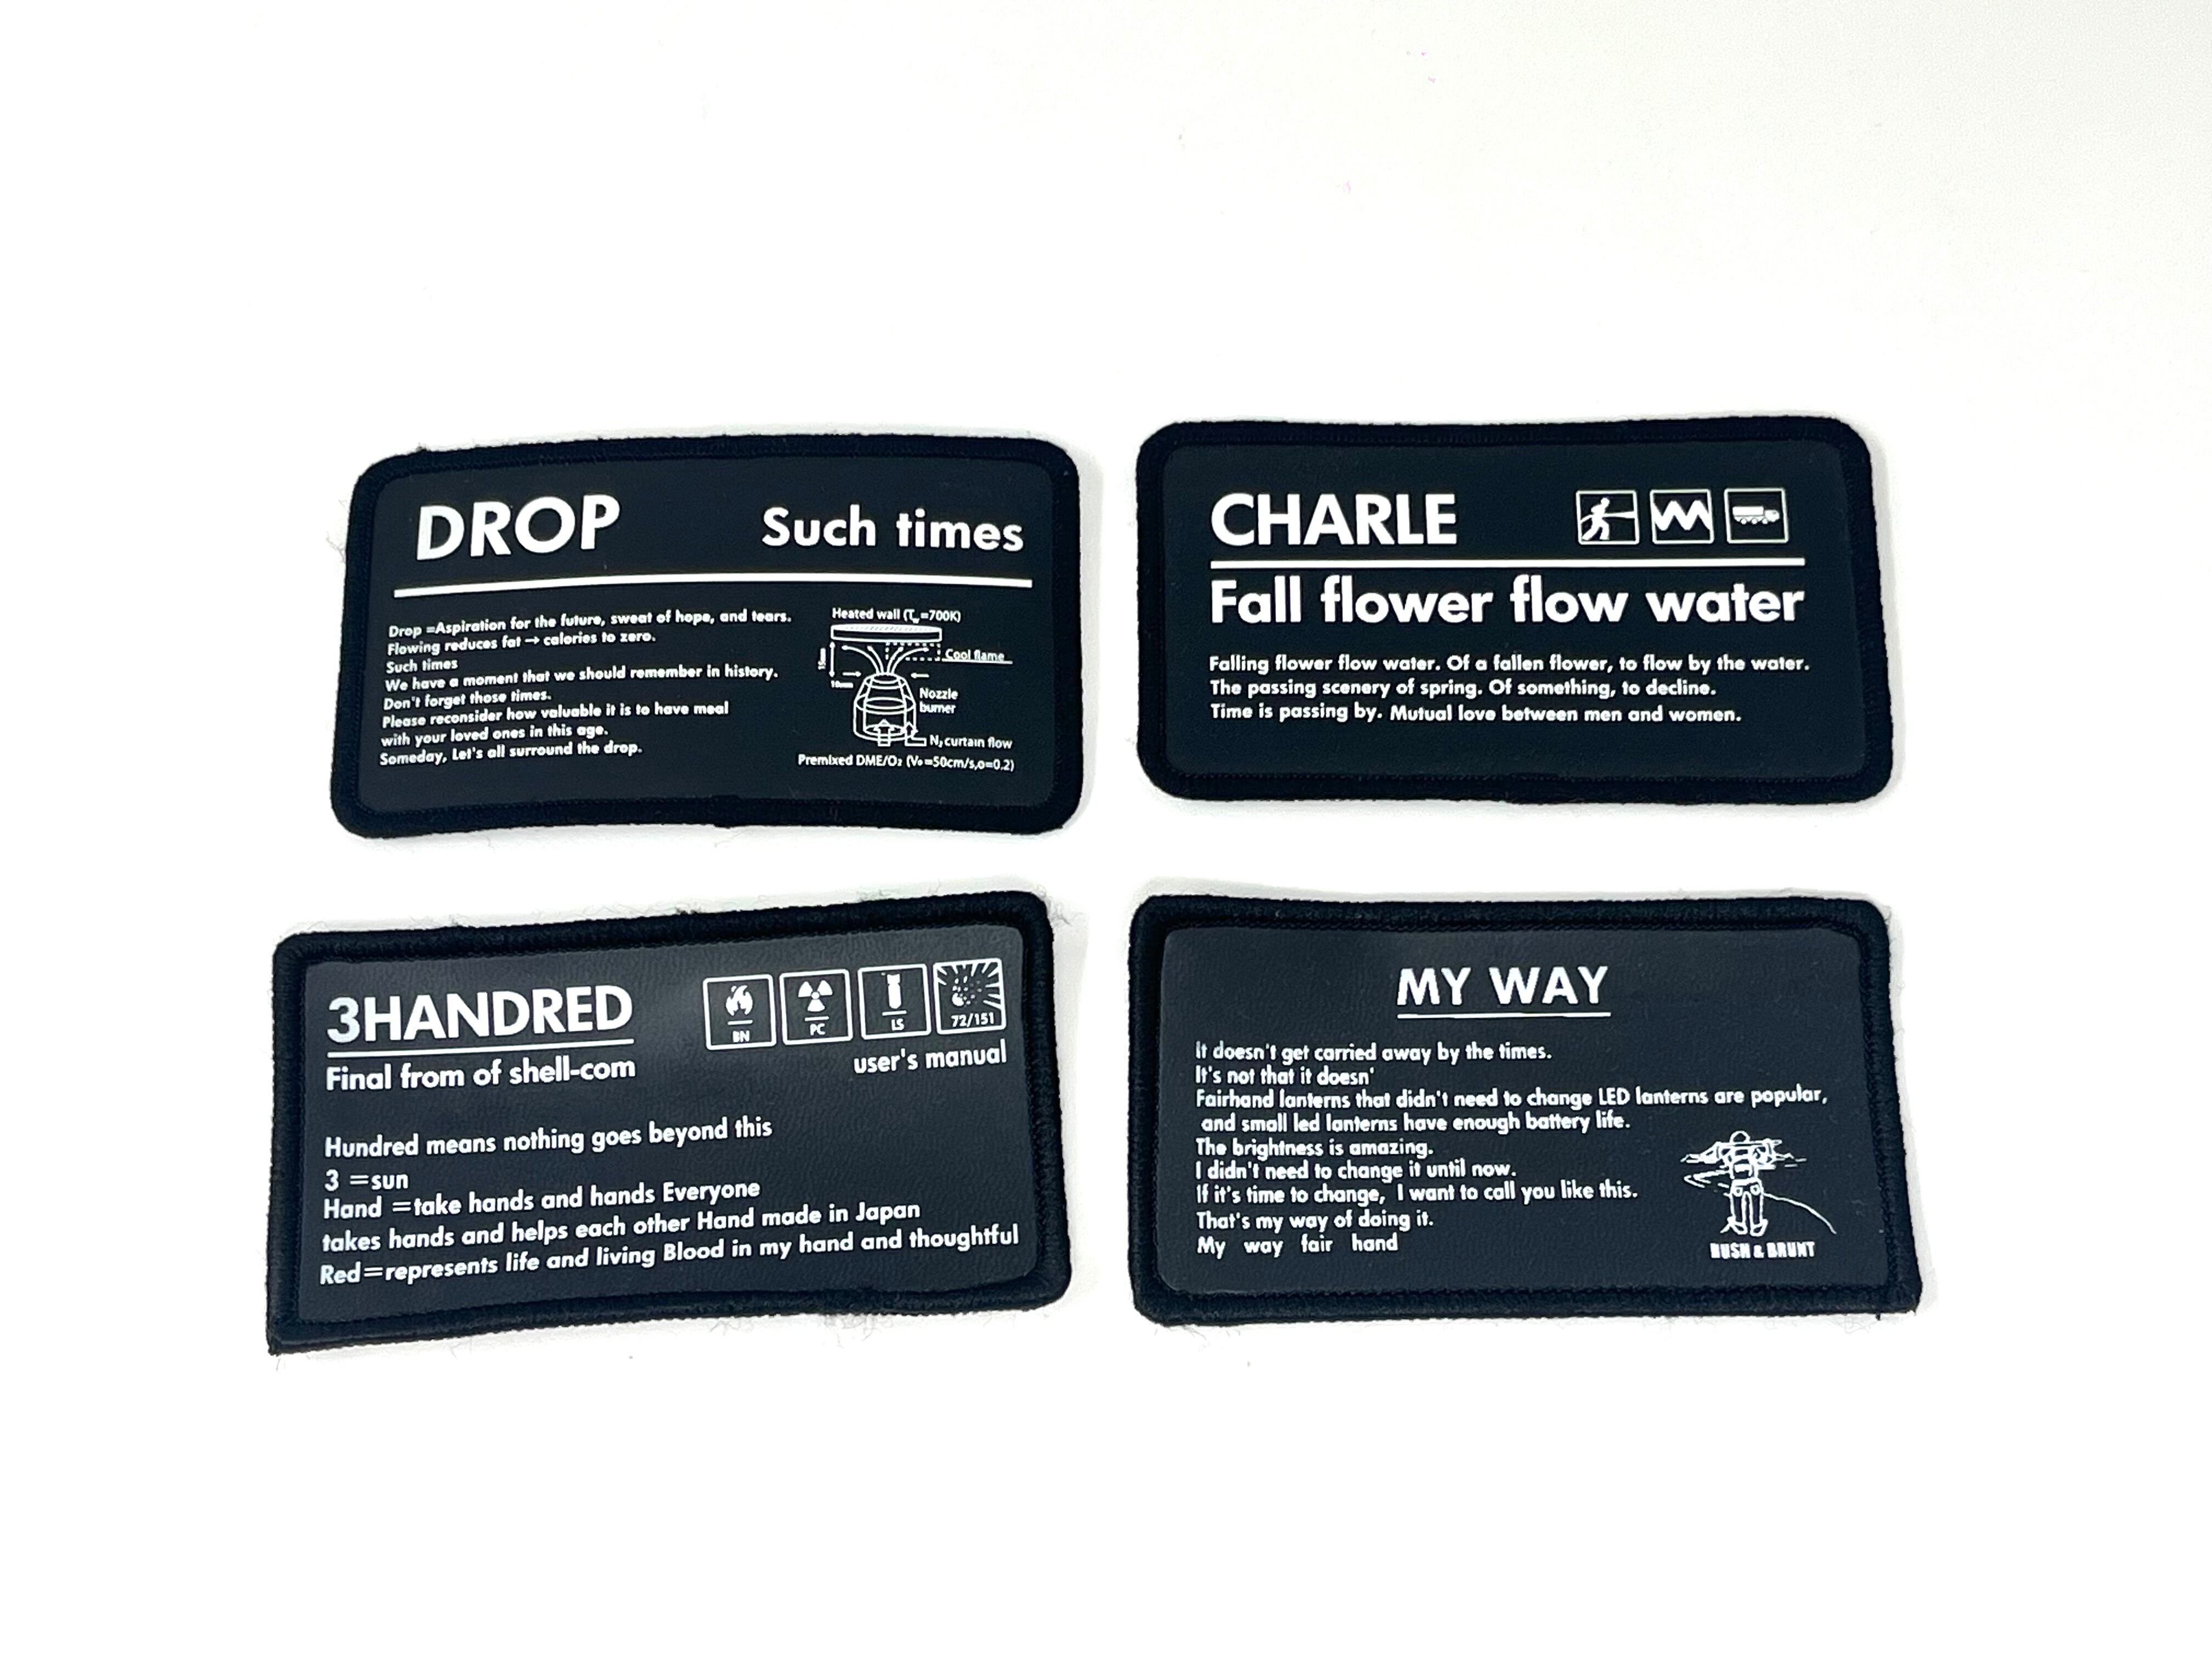 DROP
Such times
Drop =Aspiration for the future, sweat of hope, and tears.
Flowing reduces fat → calories to zero.
Such times
We have a moment that we should remember in history.
Don't forget those times.
Please reconsider how valuable it is to have meal
with your loved ones in this age.
Someday, Let's all surround the drop.
Heated wall (Tw=700K)
Cool flame
10mm
Nozzle
burner
N₂ curtain flow
Premixed DME/O₂ (V₀=50cm/s,o=0.2)
CHARLE
Fall flower flow water
Falling flower flow water. Of a fallen flower, to flow by the water.
The passing scenery of spring. Of something, to decline.
Time is passing by. Mutual love between men and women.
3HANDRED
BN
PC
LS
72/151
Final from of shell-com
user's manual
Hundred means nothing goes beyond this
3 =sun
Hand =take hands and hands Everyone
takes hands and helps each other Hand made in Japan
Red=represents life and living Blood in my hand and thoughtful
MY WAY
It doesn't get carried away by the times.
It's not that it doesn'
Fairhand lanterns that didn't need to change LED lanterns are popular,
and small led lanterns have enough battery life.
The brightness is amazing.
I didn't need to change it until now.
If it's time to change, I want to call you like this.
That's my way of doing it.
My way fair hand
BUSH & BRUNT